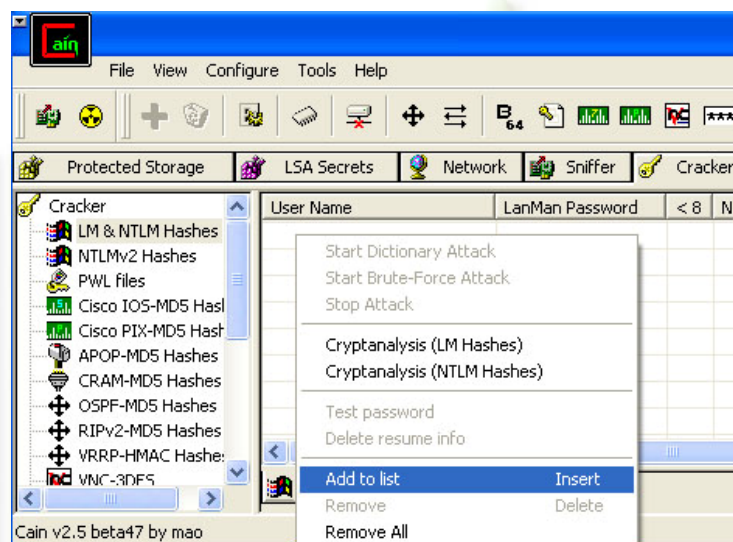 Cain
File View Configure Tools Help
B64
***
Protected Storage LSA Secrets Network Sniffer Cracker
Cracker
LM & NTLM Hashes
NTLMv2 Hashes
PWL files
Cisco IOS-MD5 Hasl
Cisco PIX-MD5 Hash
APOP-MD5 Hashes
CRAM-MD5 Hashes
OSPF-MD5 Hashes
RIPv2-MD5 Hashes
VRRP-HMAC Hashe
VNC-3DES
User Name LanMan Password < 8 N
Start Dictionary Attack
Start Brute-Force Attack
Stop Attack
Cryptanalysis (LM Hashes)
Cryptanalysis (NTLM Hashes)
Test password
Delete resume info
Add to list Insert
Remove Delete
Remove All
Cain v2.5 beta47 by mao